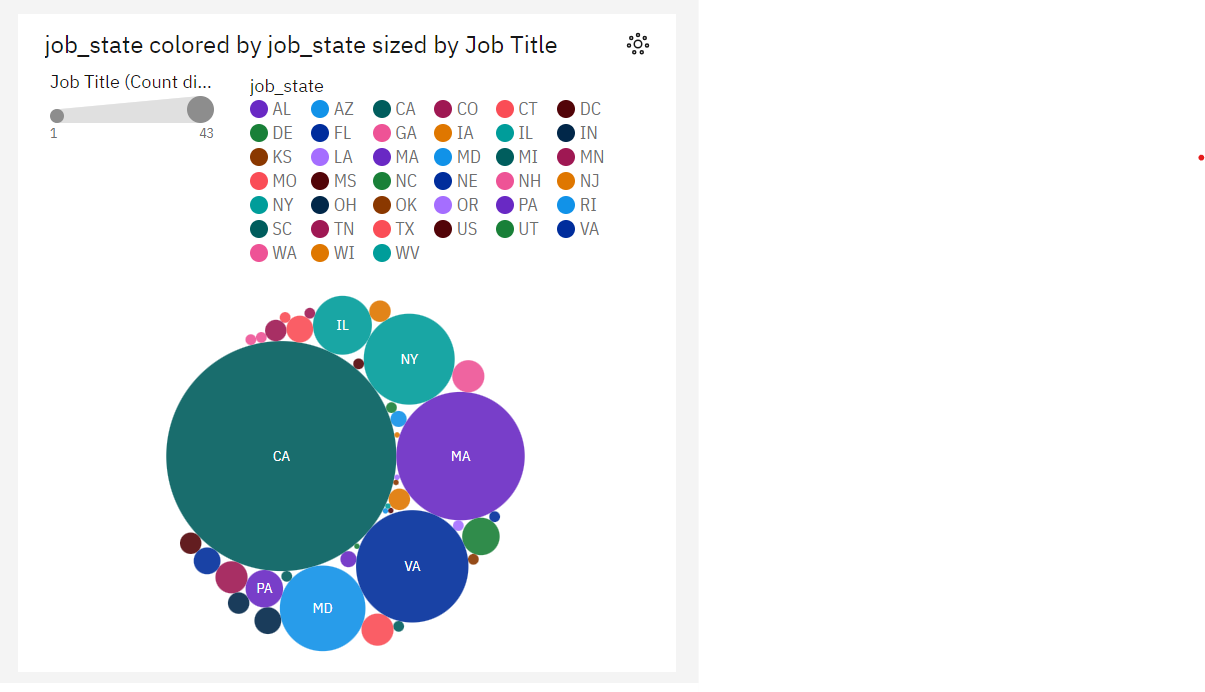 job_state colored by job_state sized by Job Title
Job Title (Count di...
1 43
job_state
AL AZ CA CO CT DC
DE FL GA IA IL IN
KS LA MA MD MI MN
MO MS NC NE NH NJ
NY OH OK OR PA RI
SC TN TX US UT VA
WA WI WV
IL
NY
CA
MA
VA
PA
MD